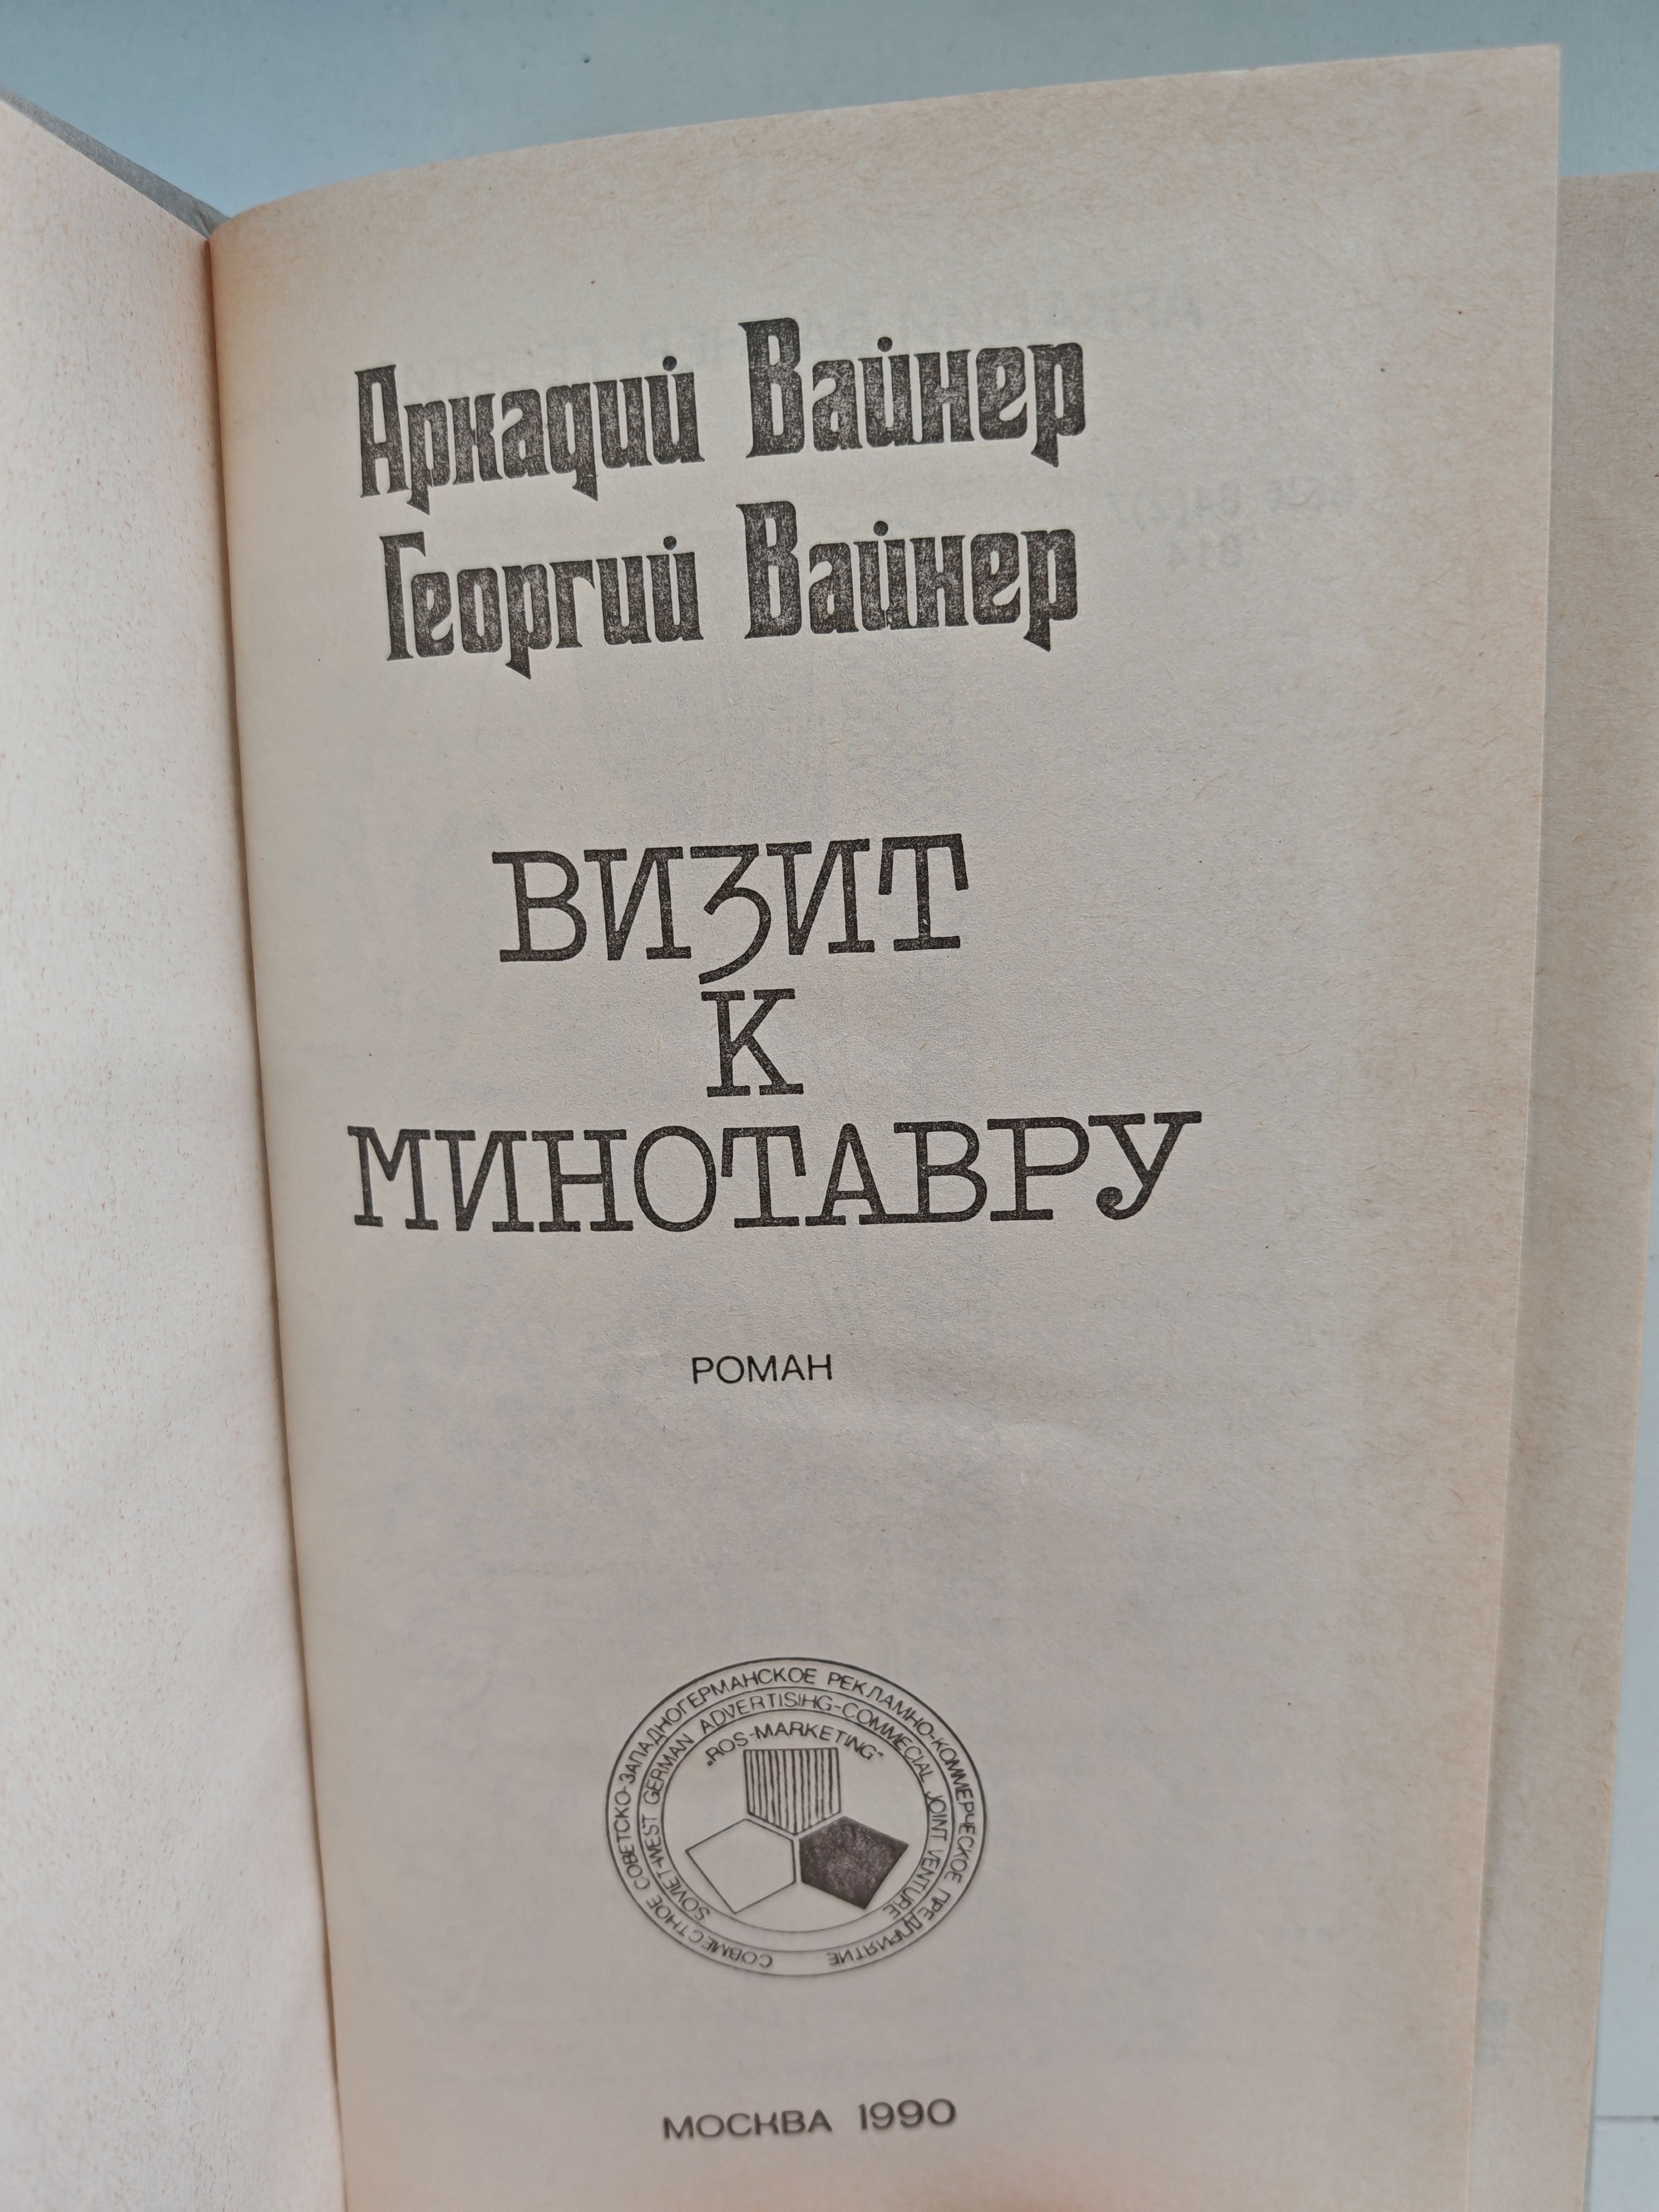 Аркадий Вайнер
Георгий Вайнер
ВИЗИТ
К
МИНОТАВРУ
РОМАН
СОВМЕСТНОЕ СОВЕТСКО-ЗАПАДНОГЕРМАНСКОЕ РЕКЛАМНО-КОММЕРЧЕСКОЕ ПРЕДПРИЯТИЕ
SOVIET-WEST GERMAN ADVERTISIHG-COMMECIAL JOINT VENTURE
„ROS-MARKETING“
МОСКВА 1990